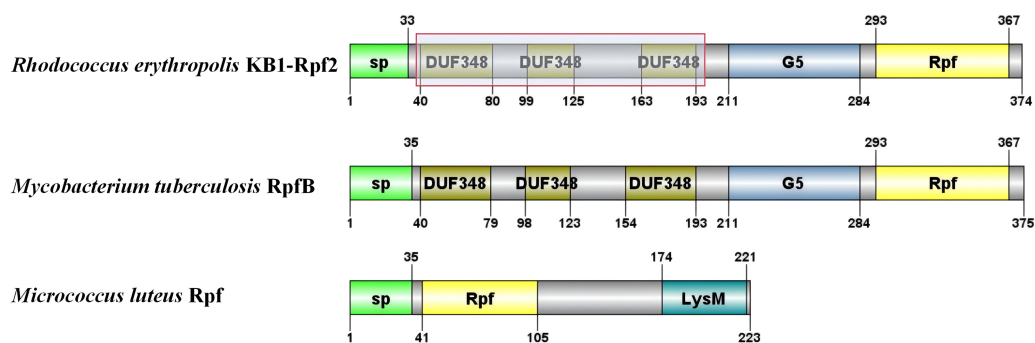 33 293 367
Rhodococcus erythropolis KB1-Rpf2 sp DUF348 DUF348 DUF348 G5 Rpf
1 40 80 99 125 163 193 211 284 374
35 293 367
Mycobacterium tuberculosis RpfB sp DUF348 DUF348 DUF348 G5 Rpf
1 40 79 98 123 154 193 211 284 375
35 174 221
Micrococcus luteus Rpf sp Rpf LysM
1 41 105 223